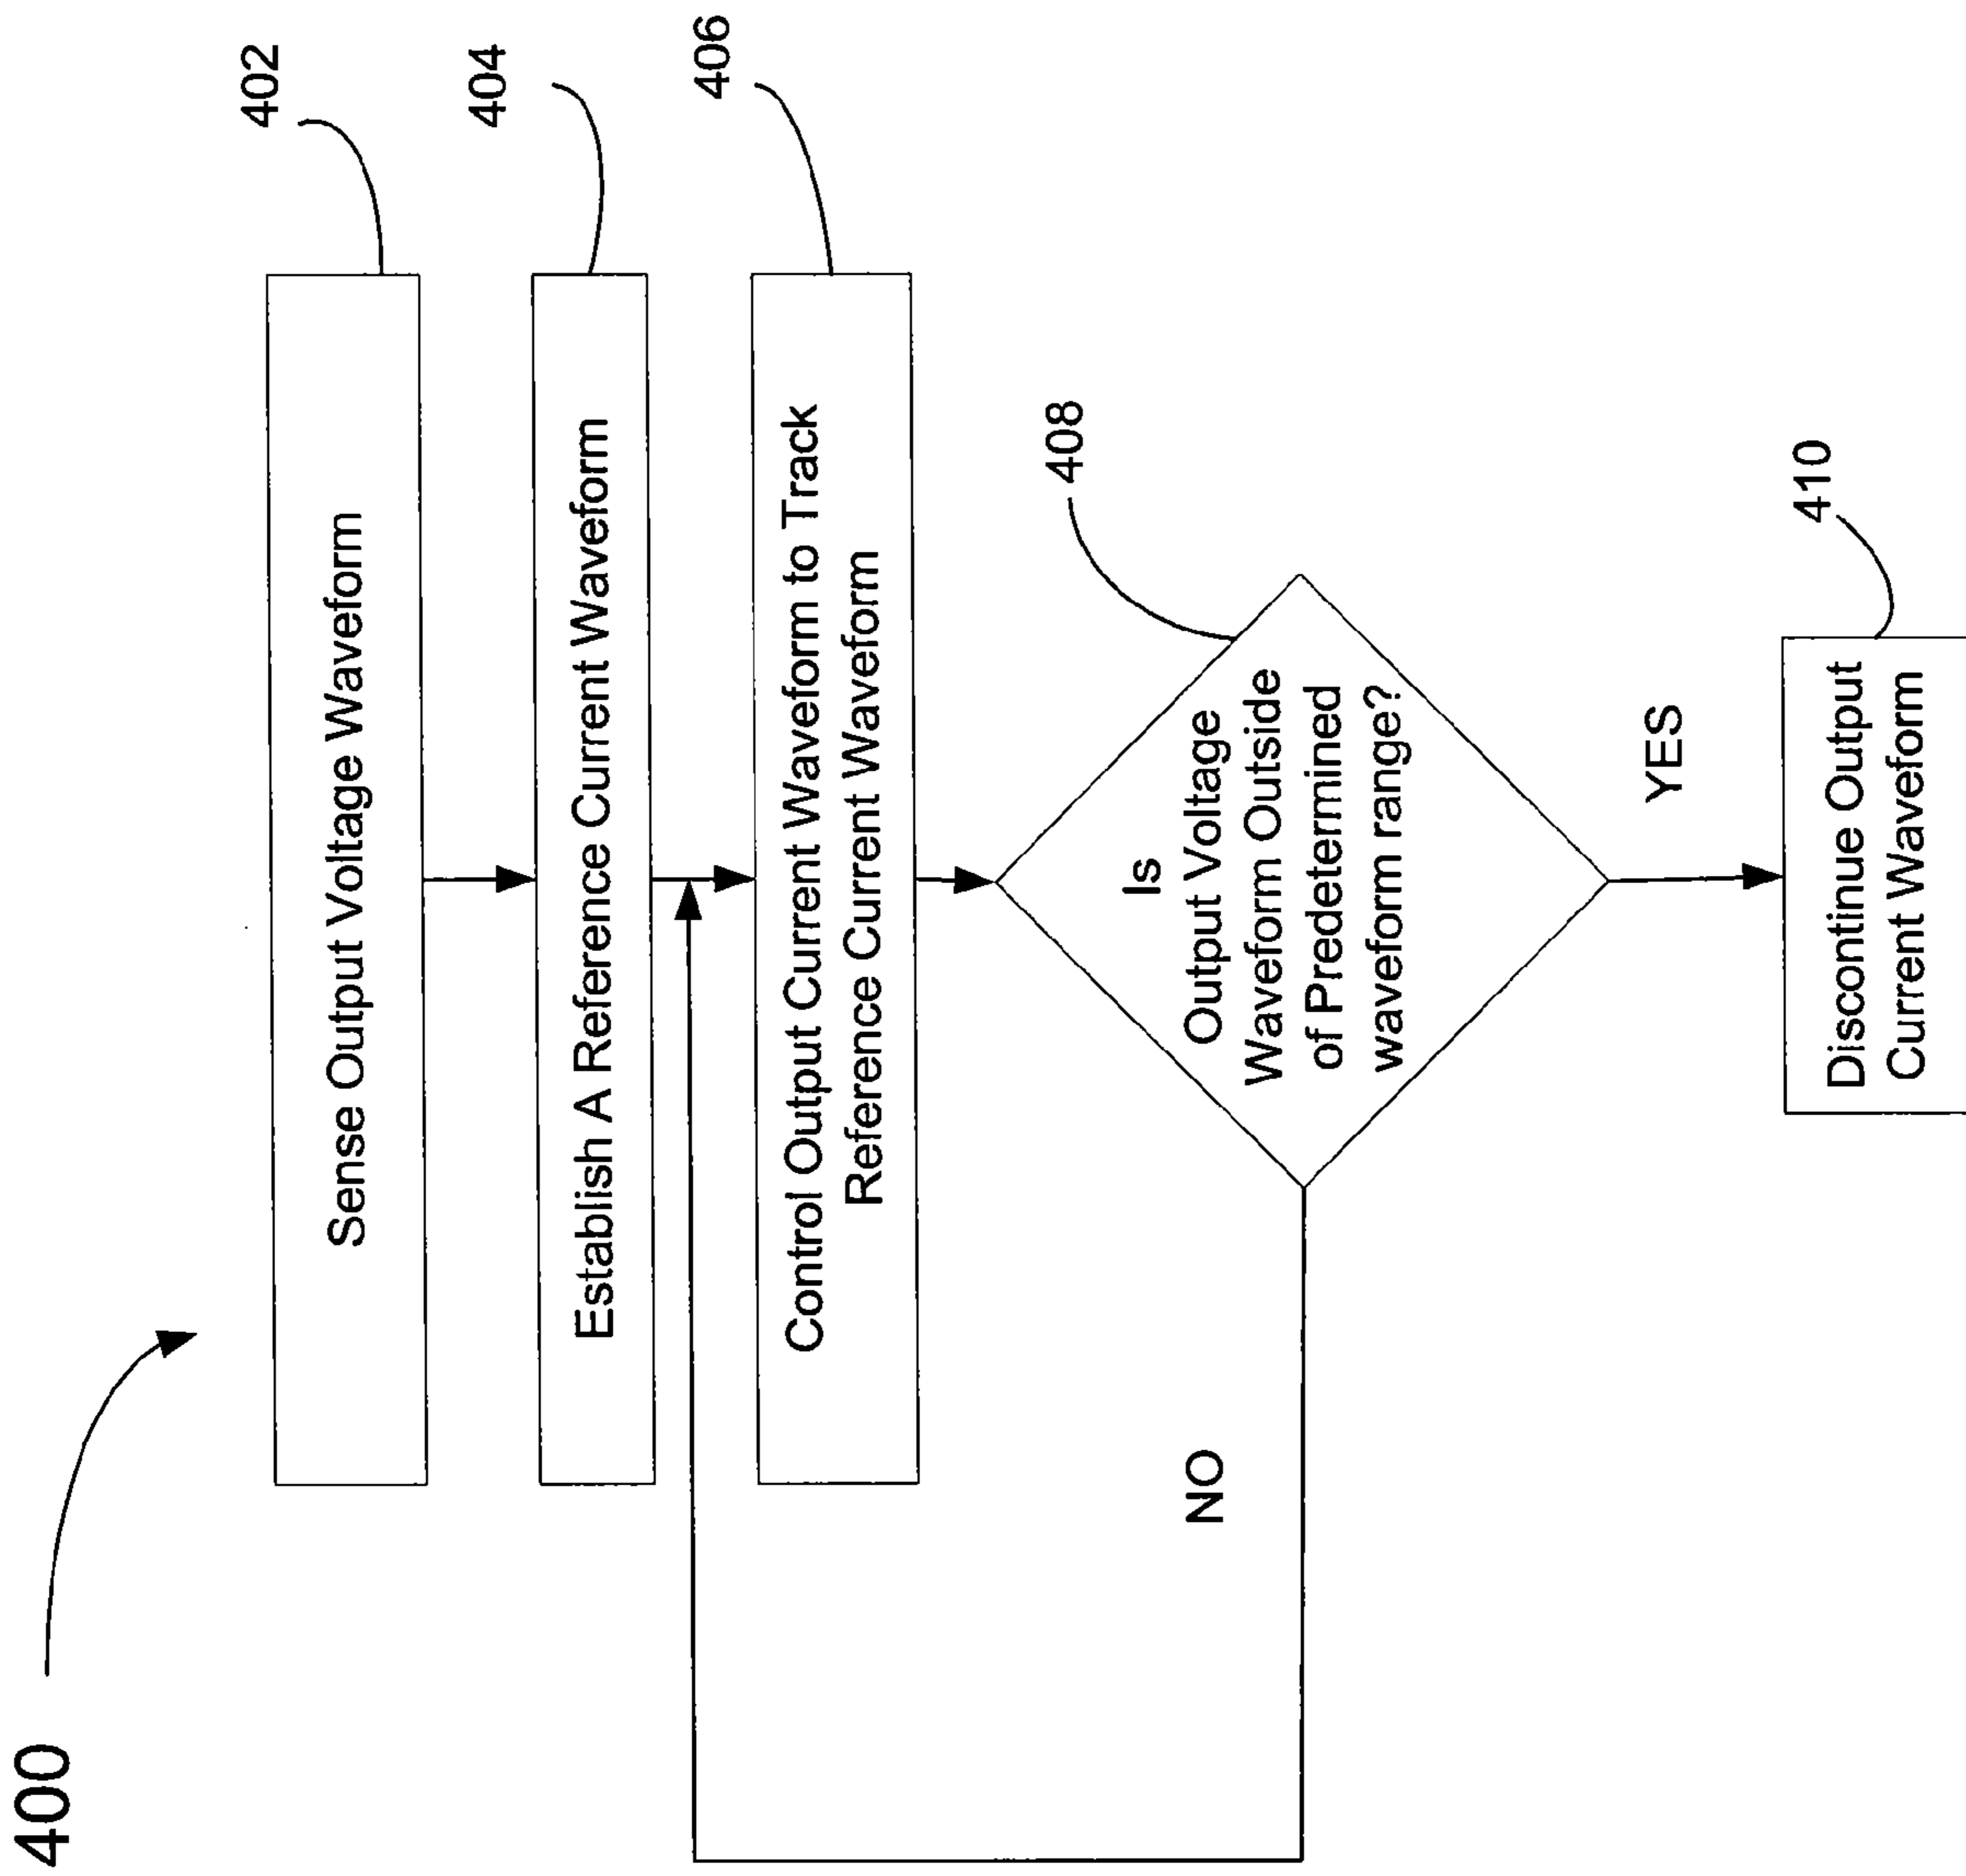 400
402
Sense Output Voltage Waveform
404
Establish A Reference Current Waveform
406
Control Output Current Waveform to Track
Reference Current Waveform
408
Is
Output Voltage
Waveform Outside
of Predetermined
waveform range?
NO
YES
410
Discontinue Output
Current Waveform